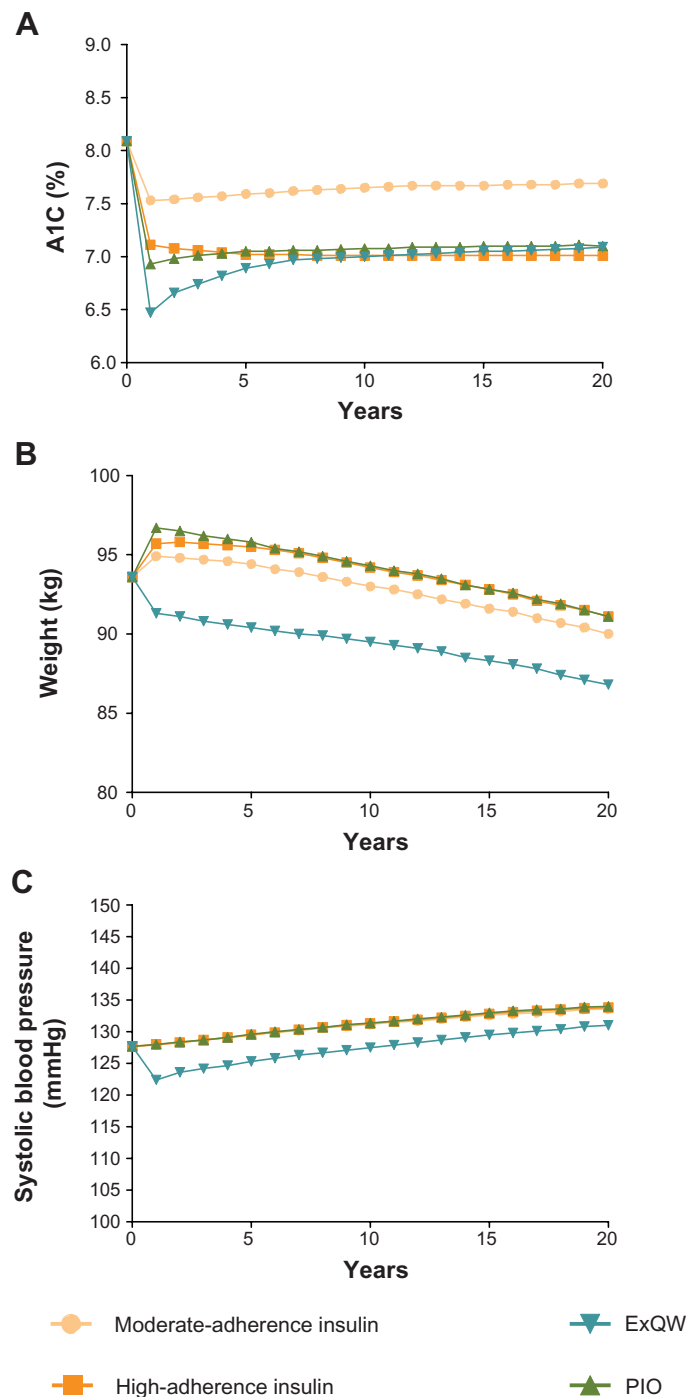 A
9.0
8.5
8.0
7.5
7.0
6.5
6.0
A1C (%)
0 5 10 15 20
Years
B
100
95
90
85
80
Weight (kg)
0 5 10 15 20
Years
C
150
145
140
135
130
125
120
115
110
105
100
Systolic blood pressure
(mmHg)
0 5 10 15 20
Years
Moderate-adherence insulin
ExQW
High-adherence insulin
PIO